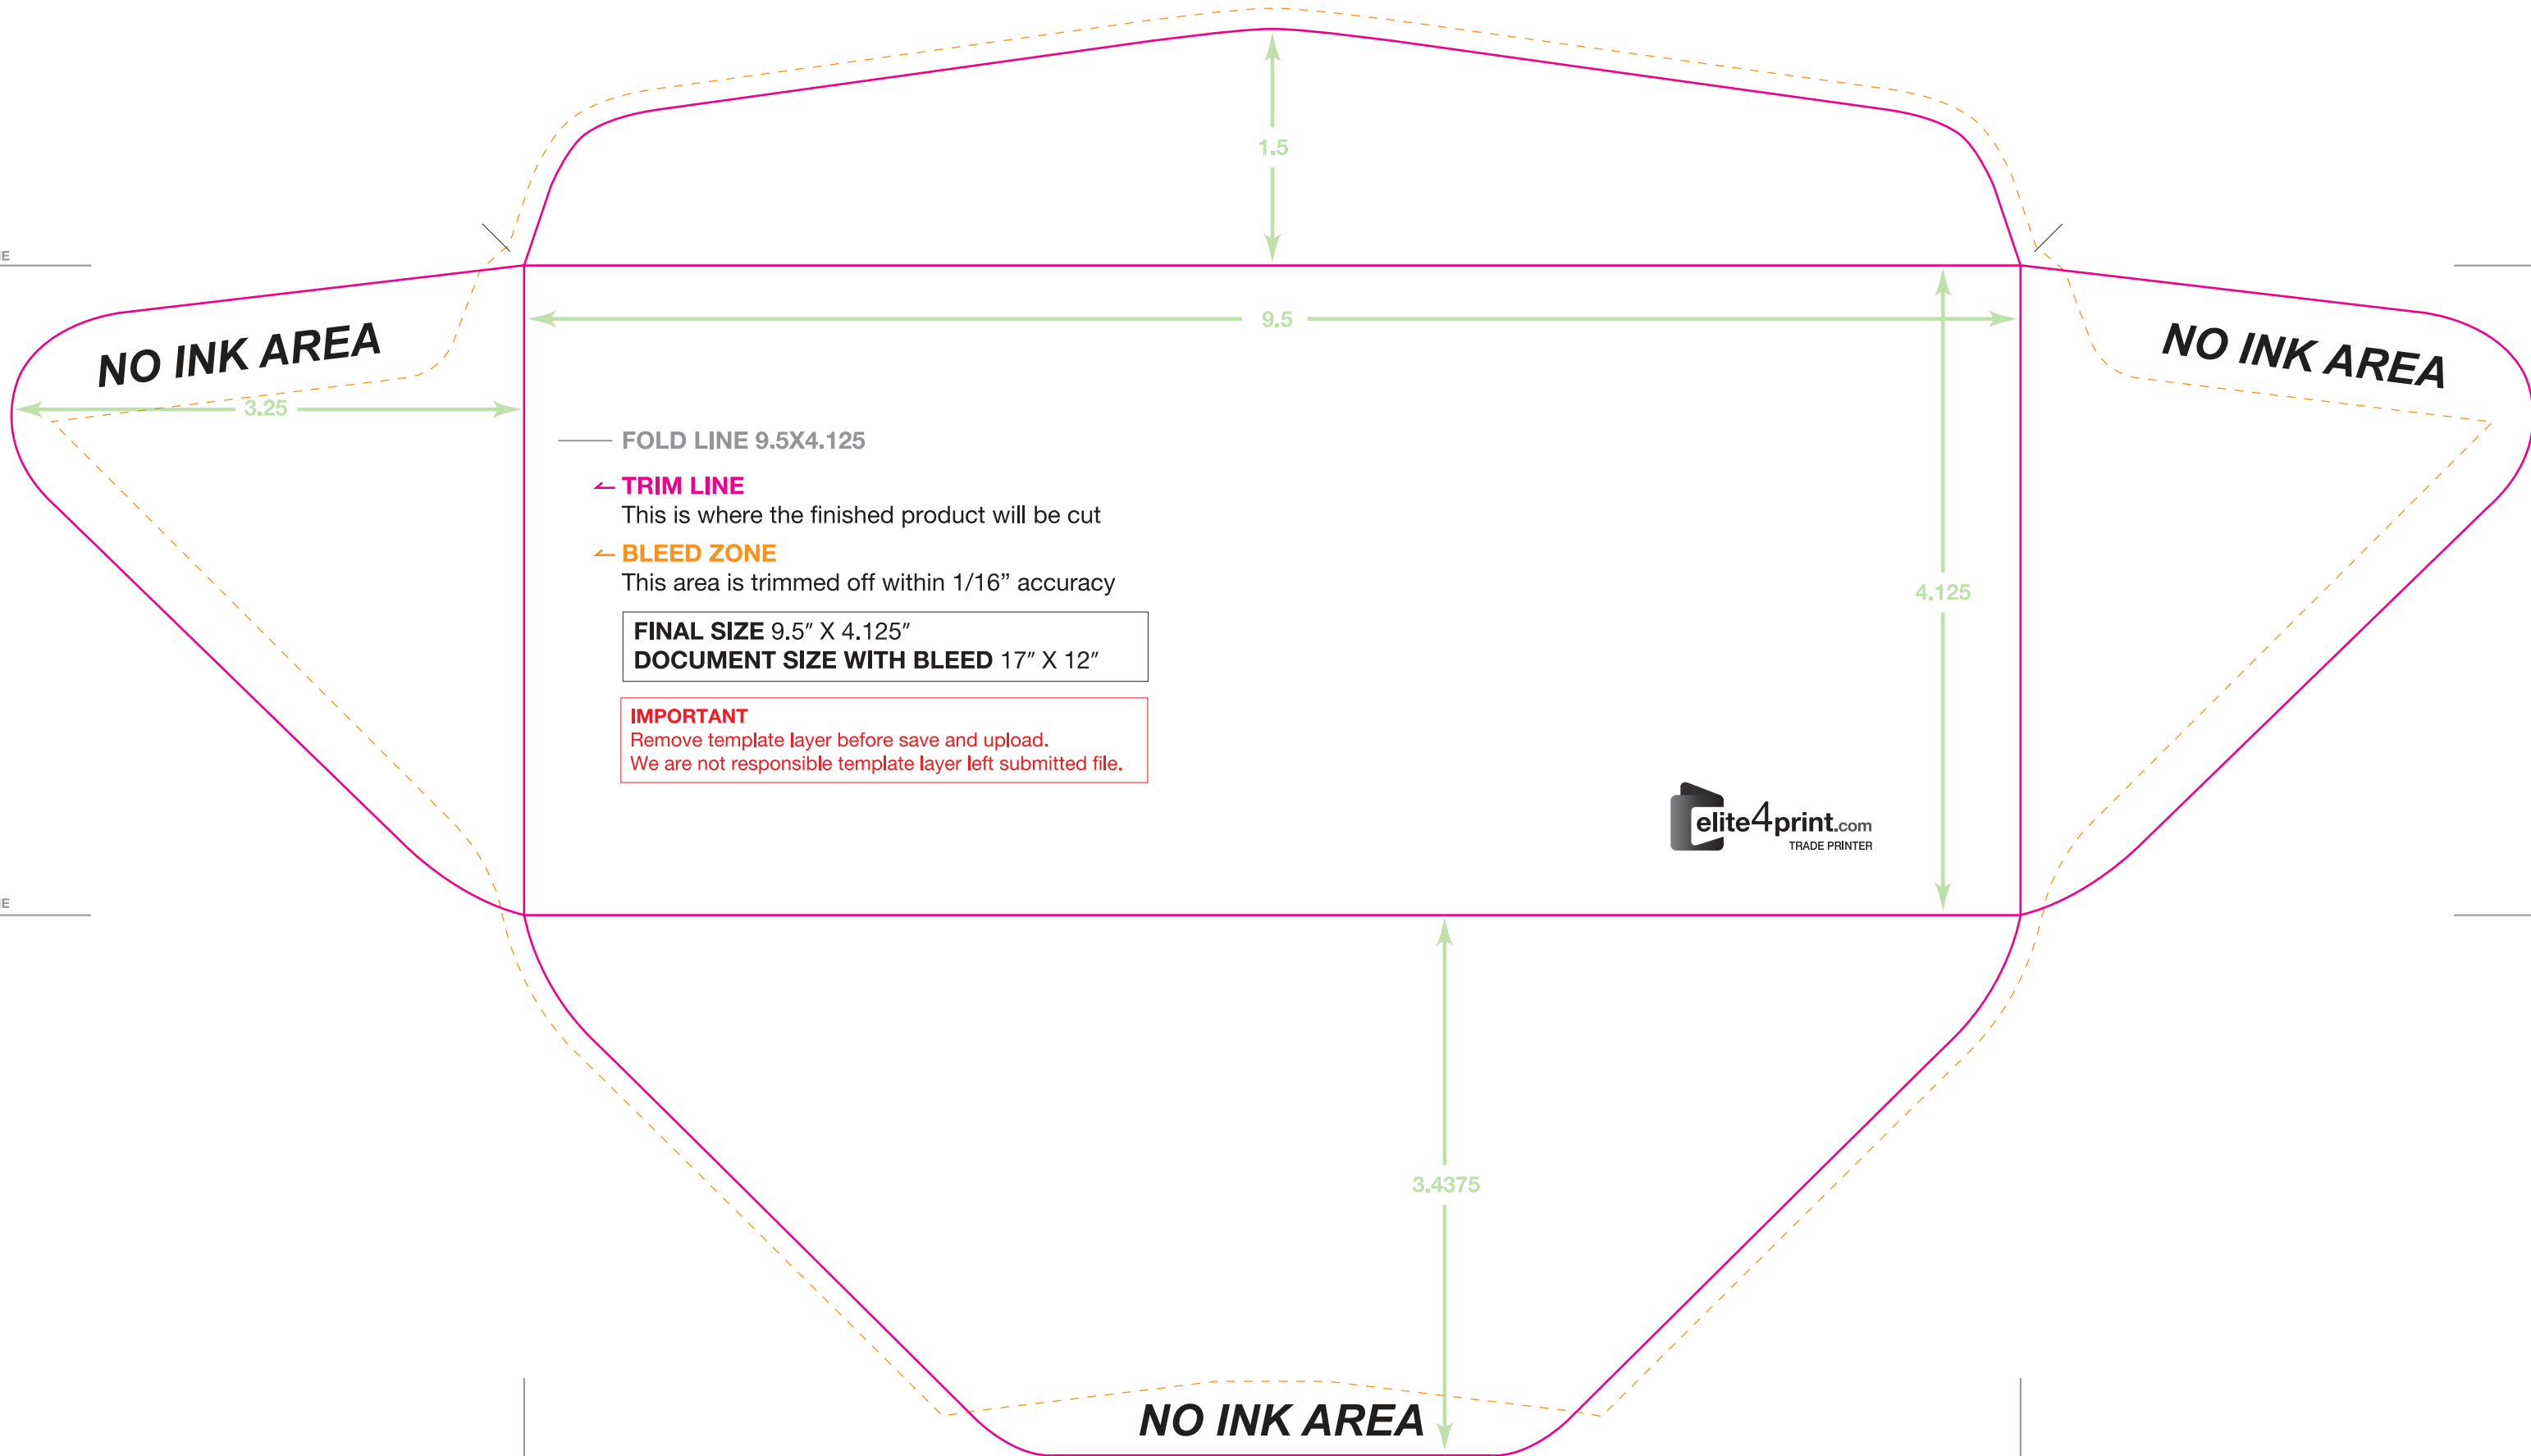 1.5
E
9.5
NO INK AREA
NO INK AREA
3.25
FOLD LINE 9.5X4.125
TRIM LINE
This is where the finished product will be cut
BLEED ZONE
This area is trimmed off within 1/16” accuracy
4.125
FINAL SIZE 9.5″ X 4.125″
DOCUMENT SIZE WITH BLEED 17″ X 12″
IMPORTANT
Remove template layer before save and upload.
We are not responsible template layer left submitted file.
elite4print.com
TRADE PRINTER
E
3.4375
NO INK AREA